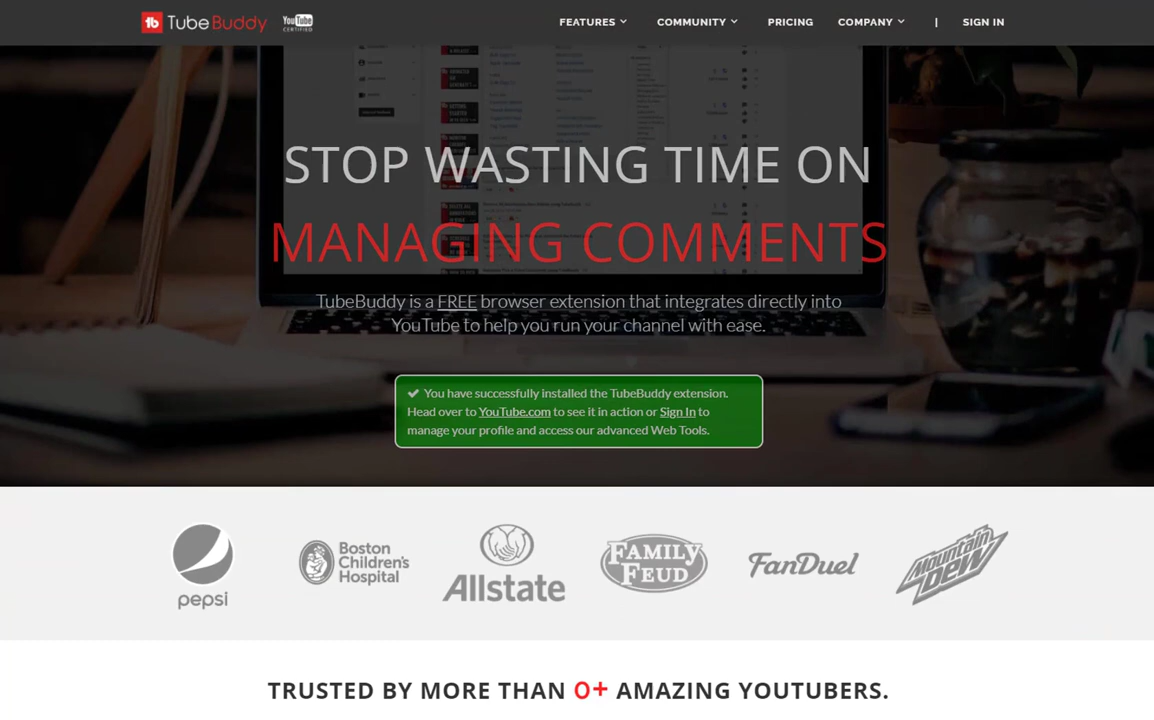 TubeBuddy
You Tube
CERTIFIED
FEATURES
COMMUNITY
PRICING
COMPANY
|
SIGN IN
STOP WASTING TIME ON
MANAGING COMMENTS
TubeBuddy is a FREE browser extension that integrates directly into
YouTube to help you run your channel with ease.
You have successfully installed the TubeBuddy extension.
Head over to YouTube.com to see it in action or Sign In to
manage your profile and access our advanced Web Tools.
pepsi
Boston
Children's
Hospital
Allstate
FAMILY
FEUD
FanDuel
Mountain
DEW
TRUSTED BY MORE THAN 0+ AMAZING YOUTUBERS.